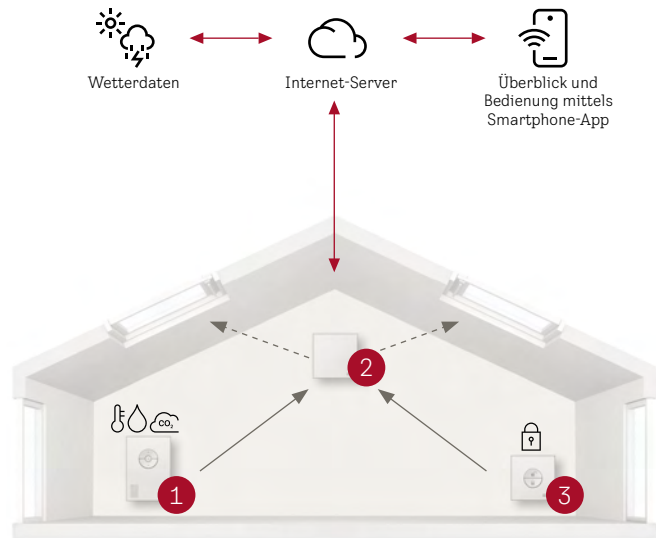 Wetterdaten
Internet-Server
Überblick und
Bedienung mittels
Smartphone-App
2
CO₂
1
3